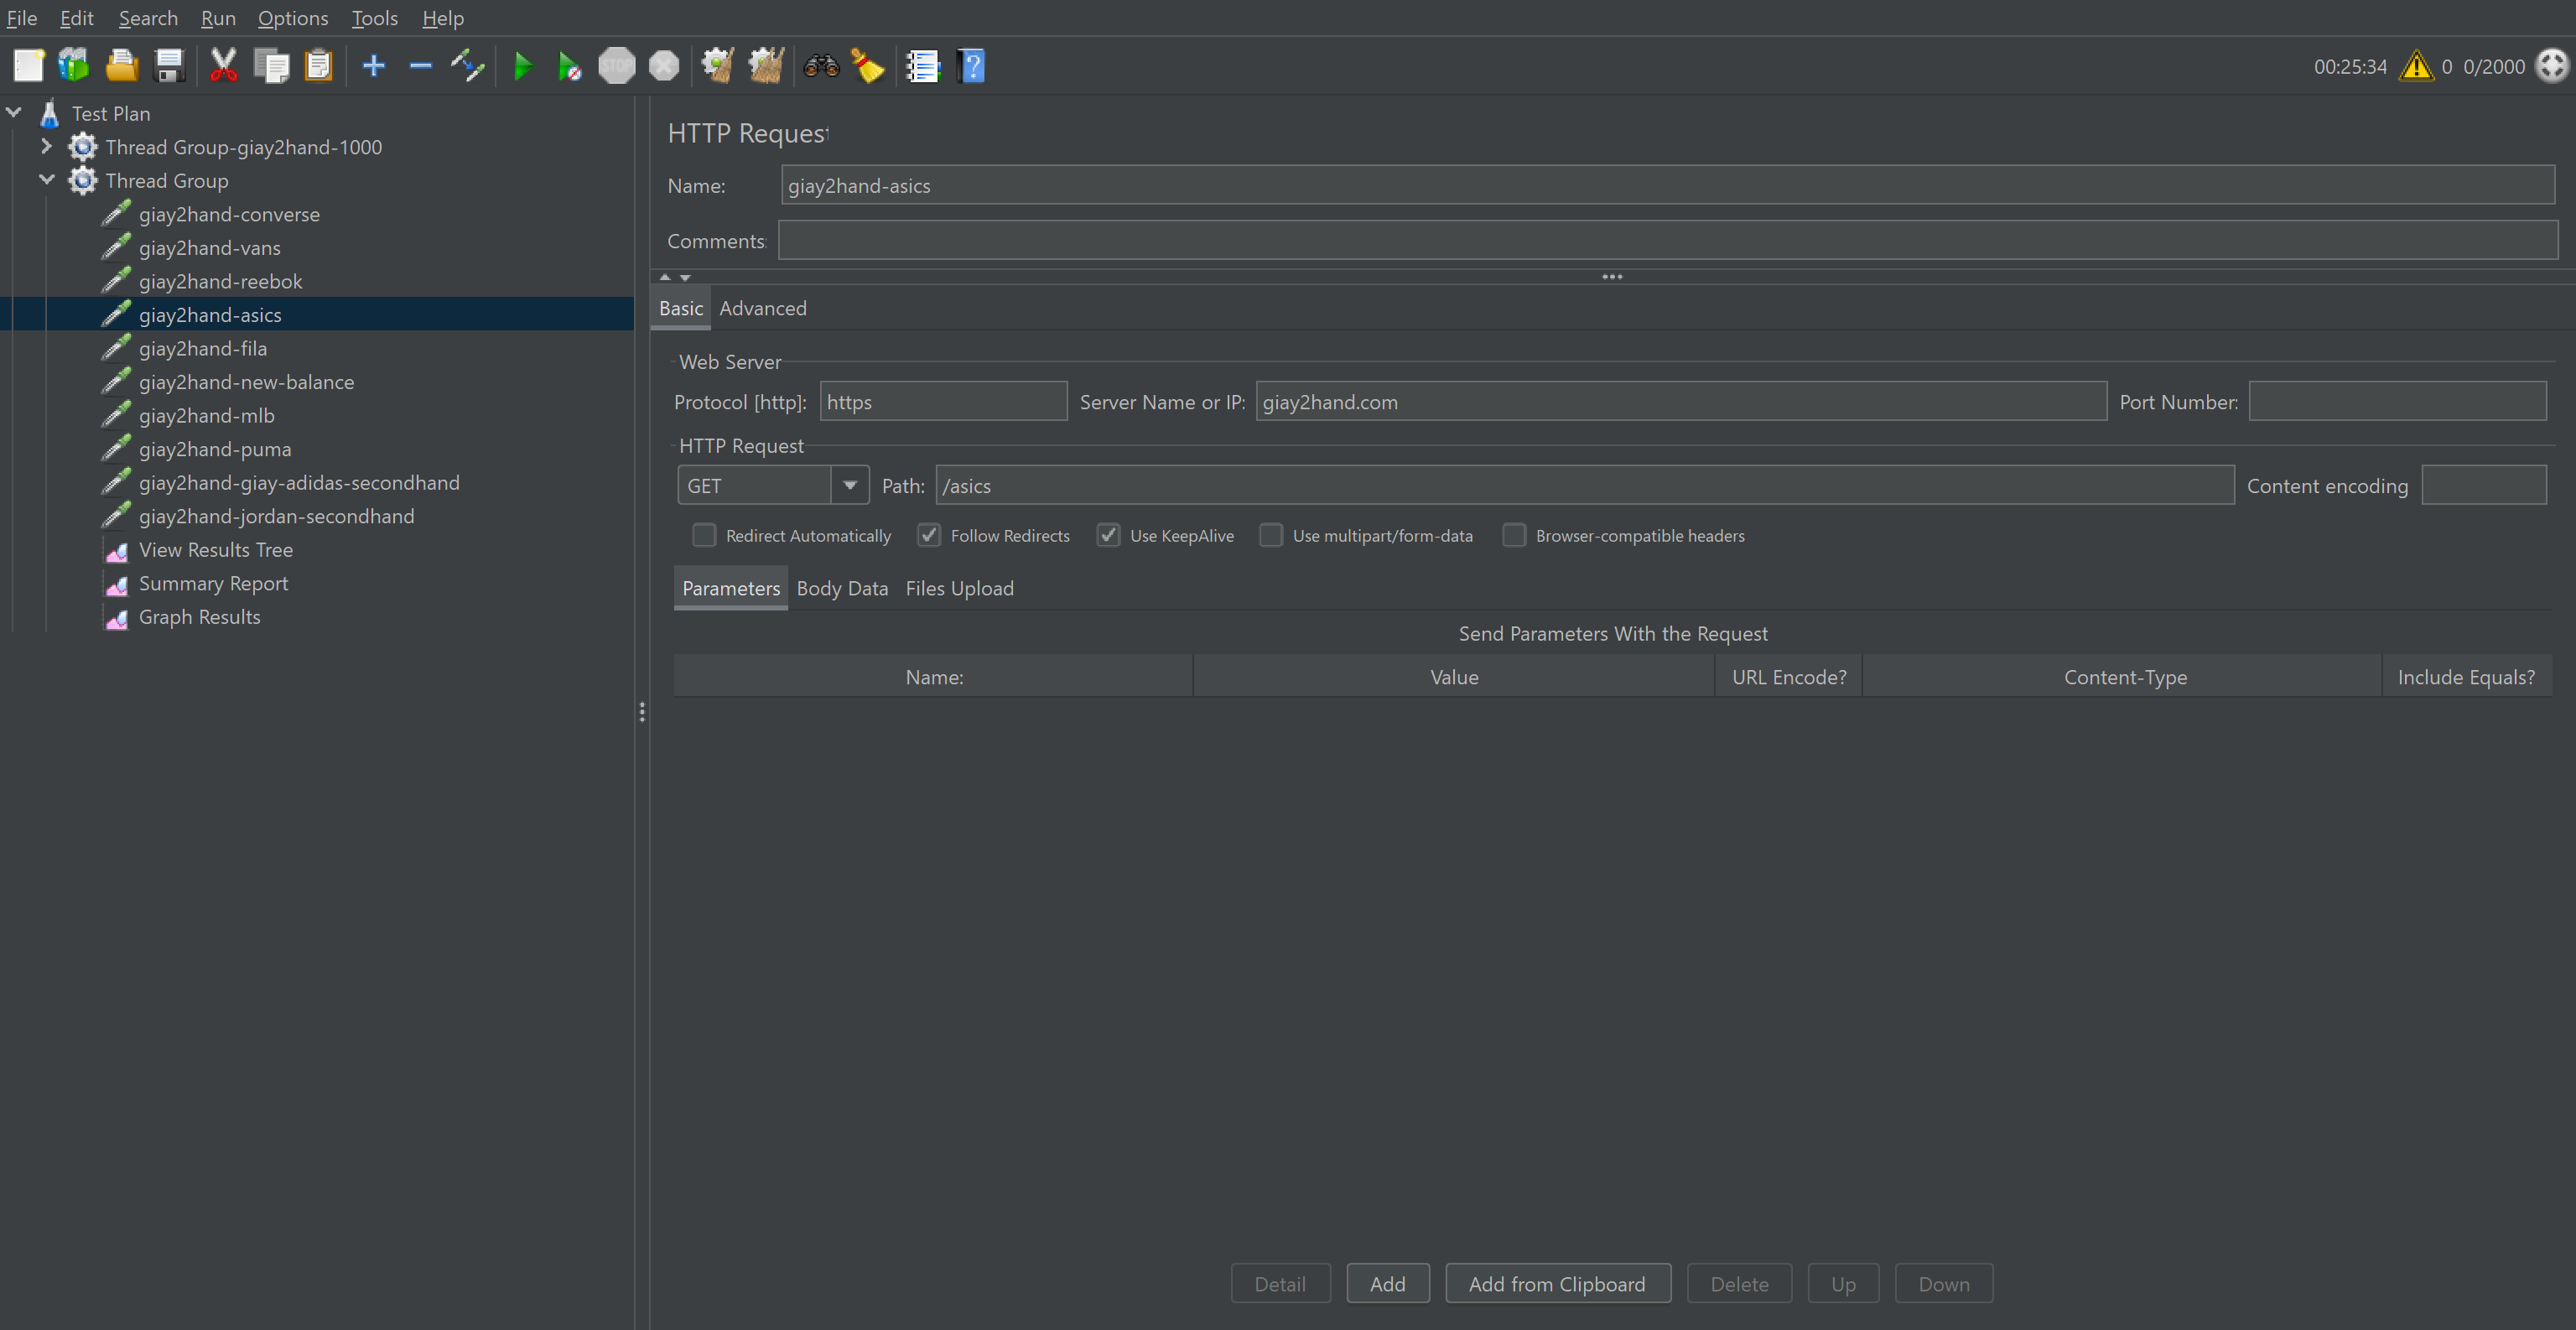 File Edit Search Run Options Tools Help
STOP
00:25:34 0 0/2000
Test Plan
Thread Group-giay2hand-1000
Thread Group
giay2hand-converse
giay2hand-vans
giay2hand-reebok
giay2hand-asics
giay2hand-fila
giay2hand-new-balance
giay2hand-mlb
giay2hand-puma
giay2hand-giay-adidas-secondhand
giay2hand-jordan-secondhand
View Results Tree
Summary Report
Graph Results
HTTP Request
Name: giay2hand-asics
Comments:
Basic Advanced
Web Server
Protocol [http]: https Server Name or IP: giay2hand.com Port Number:
HTTP Request
GET Path: /asics Content encoding
Redirect Automatically Follow Redirects Use KeepAlive Use multipart/form-data Browser-compatible headers
Parameters Body Data Files Upload
Send Parameters With the Request
Name: Value URL Encode? Content-Type Include Equals?
Detail Add Add from Clipboard Delete Up Down